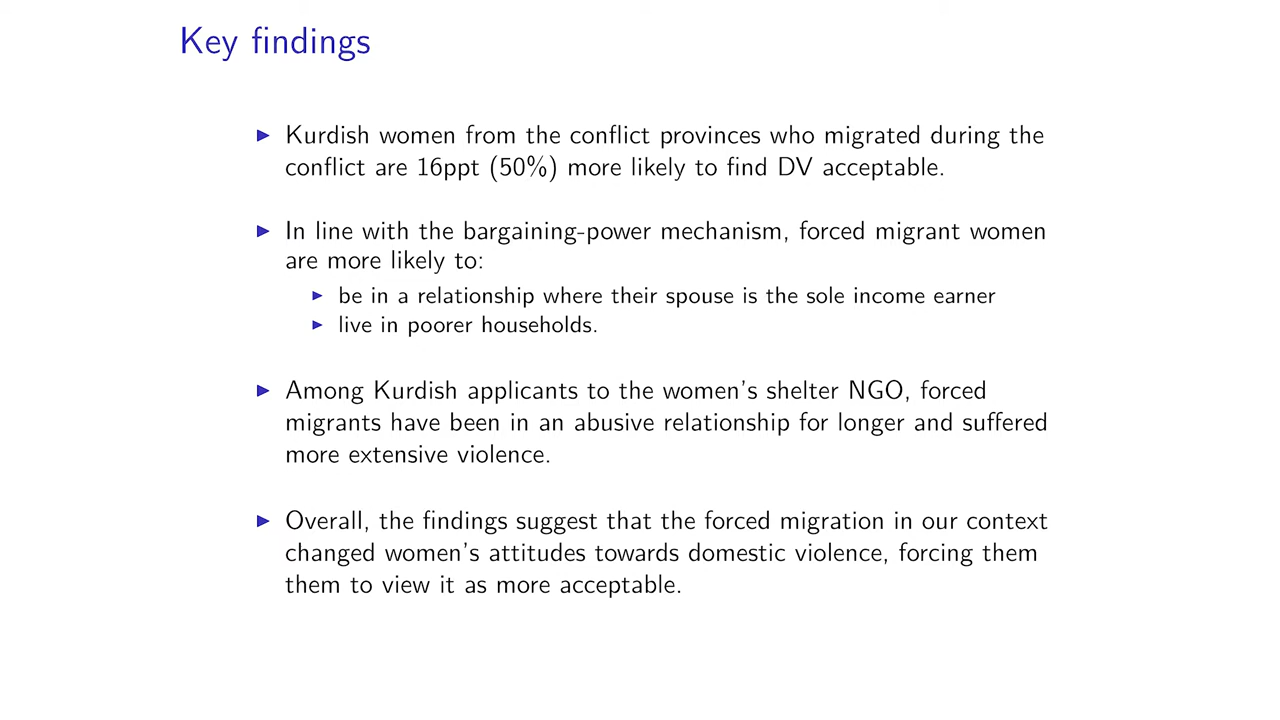 Key findings
▶ Kurdish women from the conflict provinces who migrated during the
conflict are 16ppt (50%) more likely to find DV acceptable.
▶ In line with the bargaining-power mechanism, forced migrant women
are more likely to:
▶ be in a relationship where their spouse is the sole income earner
▶ live in poorer households.
▶ Among Kurdish applicants to the women's shelter NGO, forced
migrants have been in an abusive relationship for longer and suffered
more extensive violence.
▶ Overall, the findings suggest that the forced migration in our context
changed women's attitudes towards domestic violence, forcing them
them to view it as more acceptable.